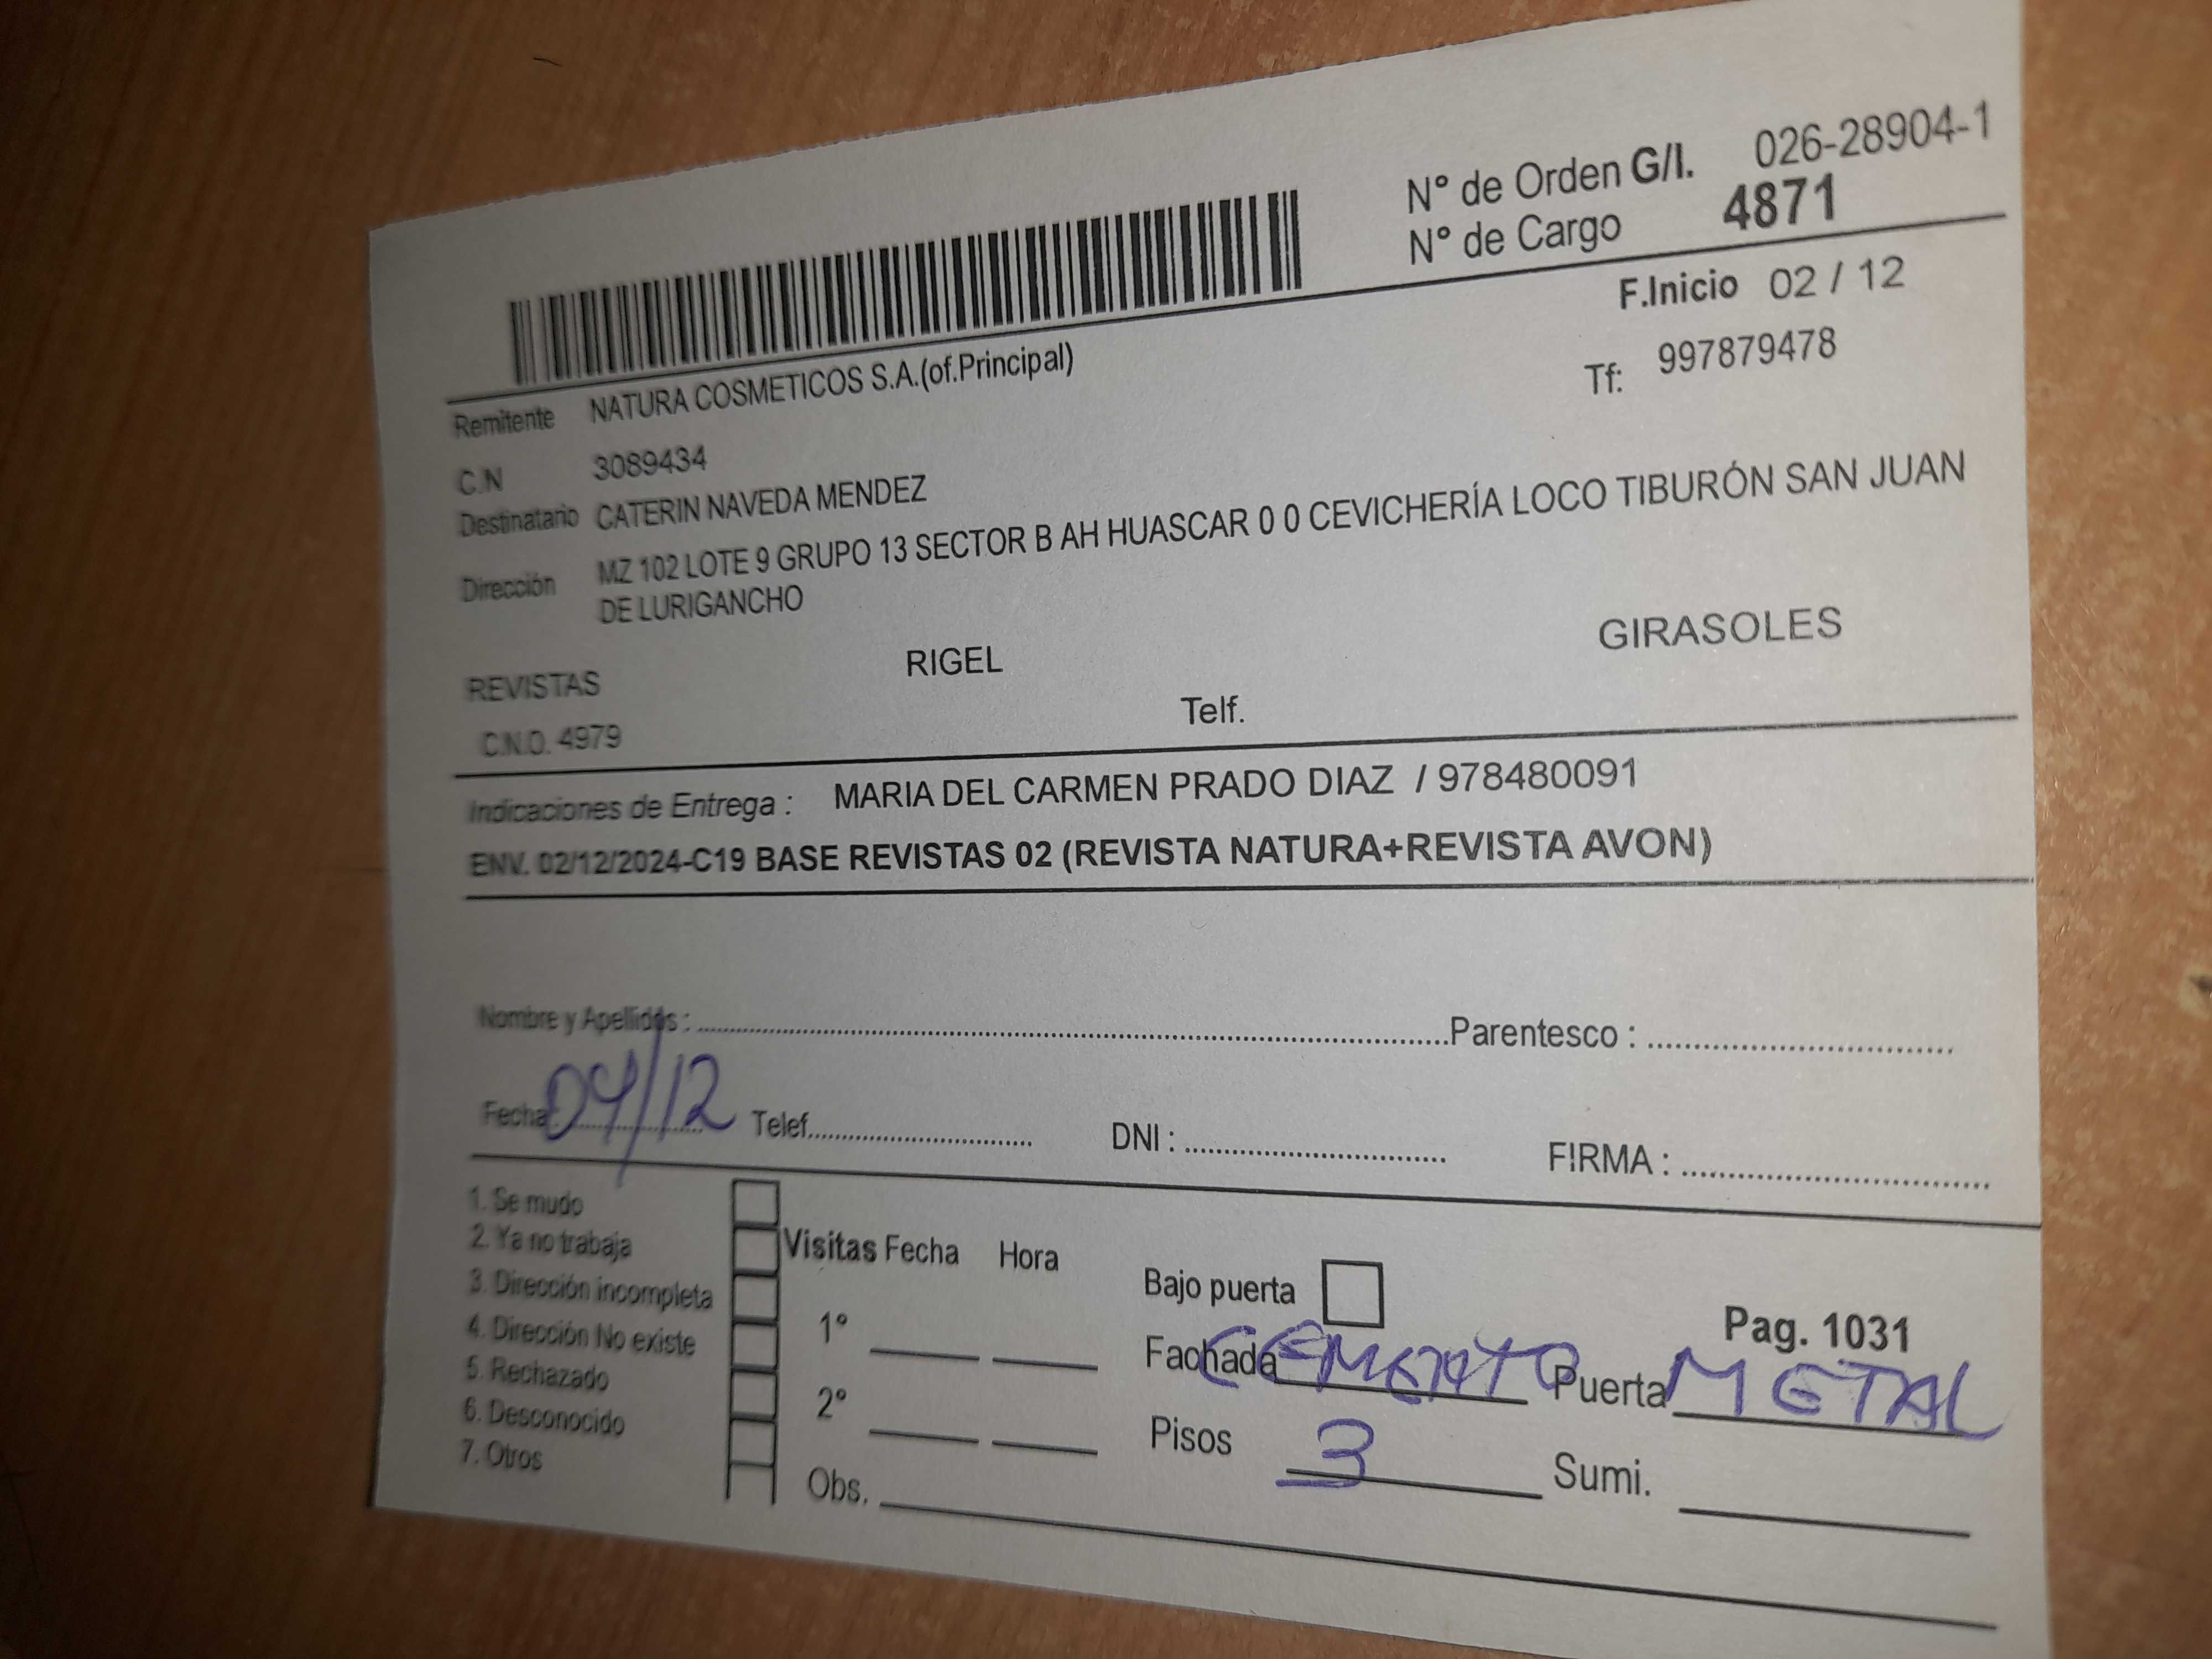 N° de Orden G/I. 026-28904-1
N° de Cargo 4871
F.Inicio 02 / 12
Remitente NATURA COSMETICOS S.A.(of.Principal)
Tf: 997879478
C.N 3089434
Destinatario CATERIN NAVEDA MENDEZ
Dirección MZ 102 LOTE 9 GRUPO 13 SECTOR B AH HUASCAR 0 0 CEVICHERÍA LOCO TIBURÓN SAN JUAN
DE LURIGANCHO
REVISTAS RIGEL GIRASOLES
C.N.O. 4979 Telf.
Indicaciones de Entrega : MARIA DEL CARMEN PRADO DIAZ / 978480091
ENV. 02/12/2024-C19 BASE REVISTAS 02 (REVISTA NATURA+REVISTA AVON)
Nombre y Apellidos : Parentesco :
Fecha: 04/12 Telef. DNI : FIRMA :
1. Se mudo
2. Ya no trabaja
3. Dirección incompleta
4. Dirección No existe
5. Rechazado
6. Desconocido
7. Otros
Visitas Fecha Hora
1°
2°
Obs.
Bajo puerta
Pag. 1031
Fachada CEMENTO Puerta METAL
Pisos 3 Sumi.